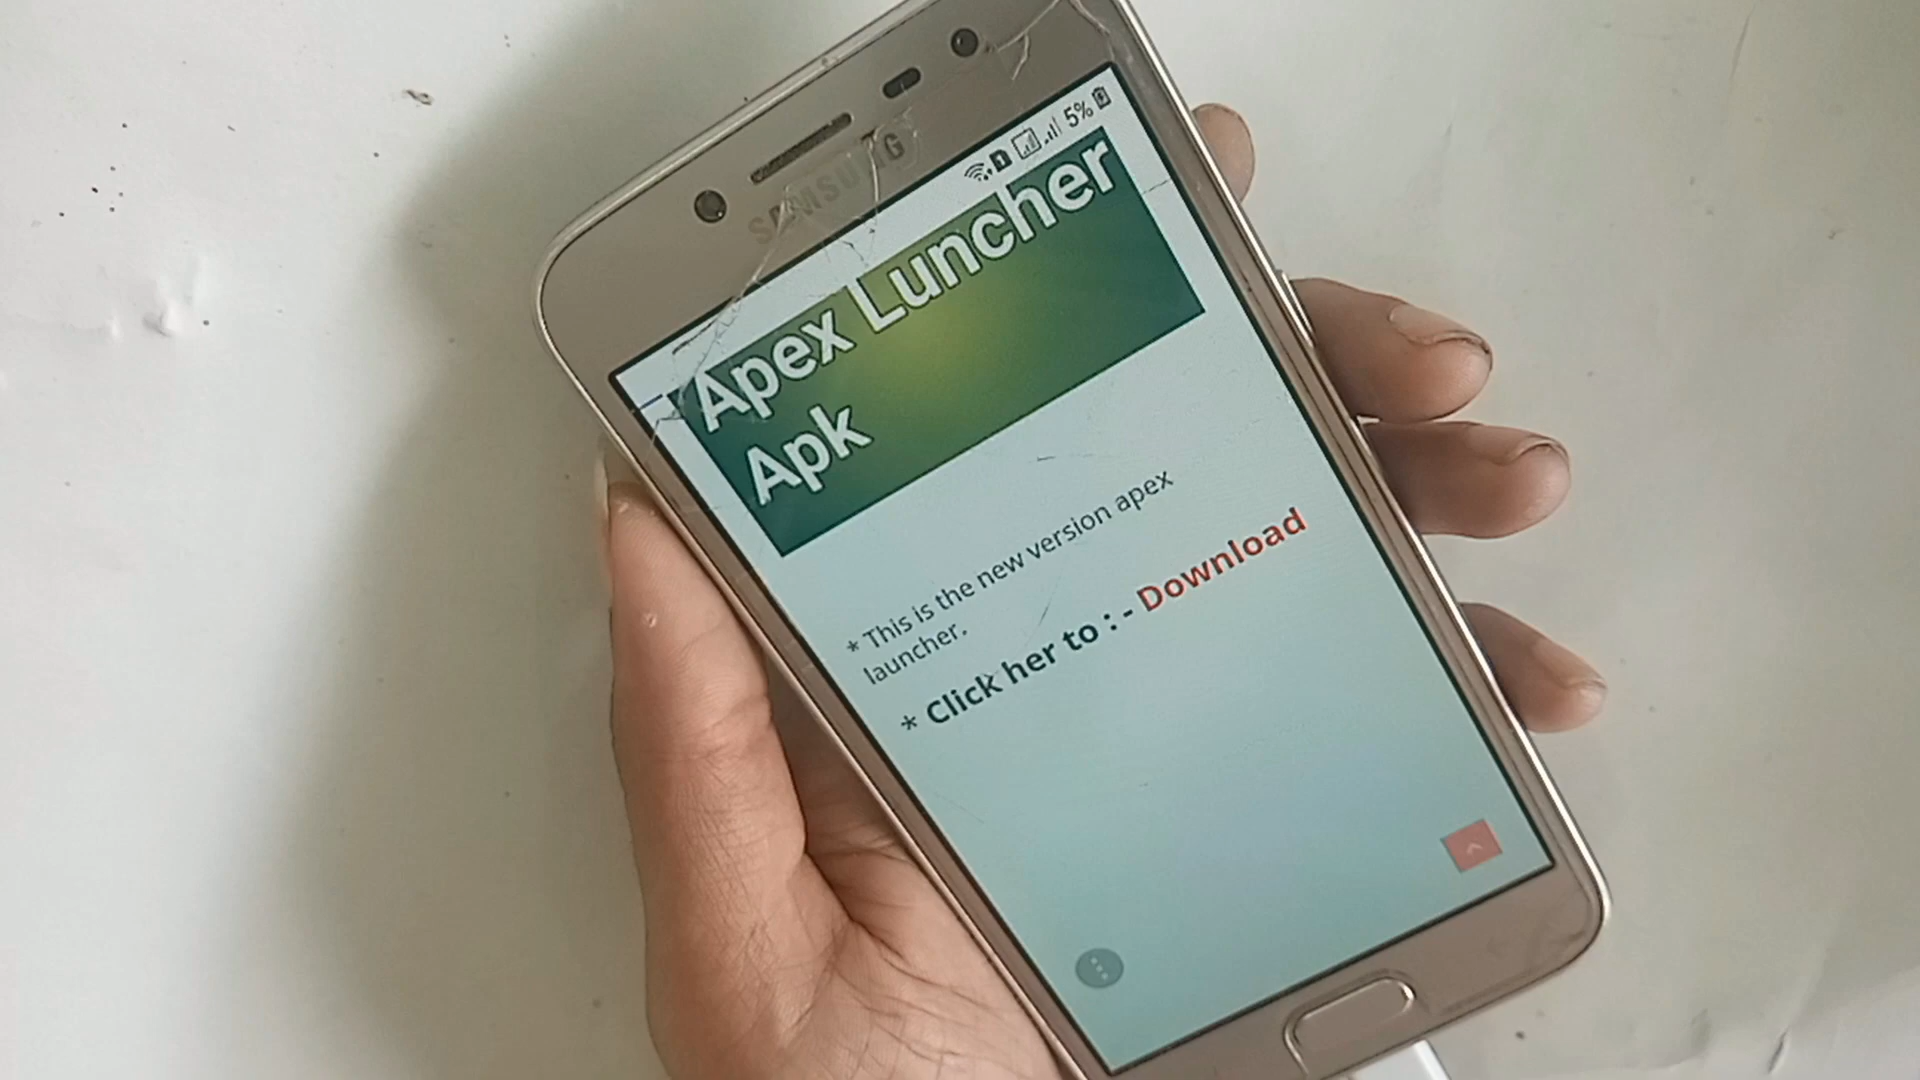 SAMSUNG
5%
Apex Luncher
Apk
* This is the new version apex
launcher.
* Click her to : - Download